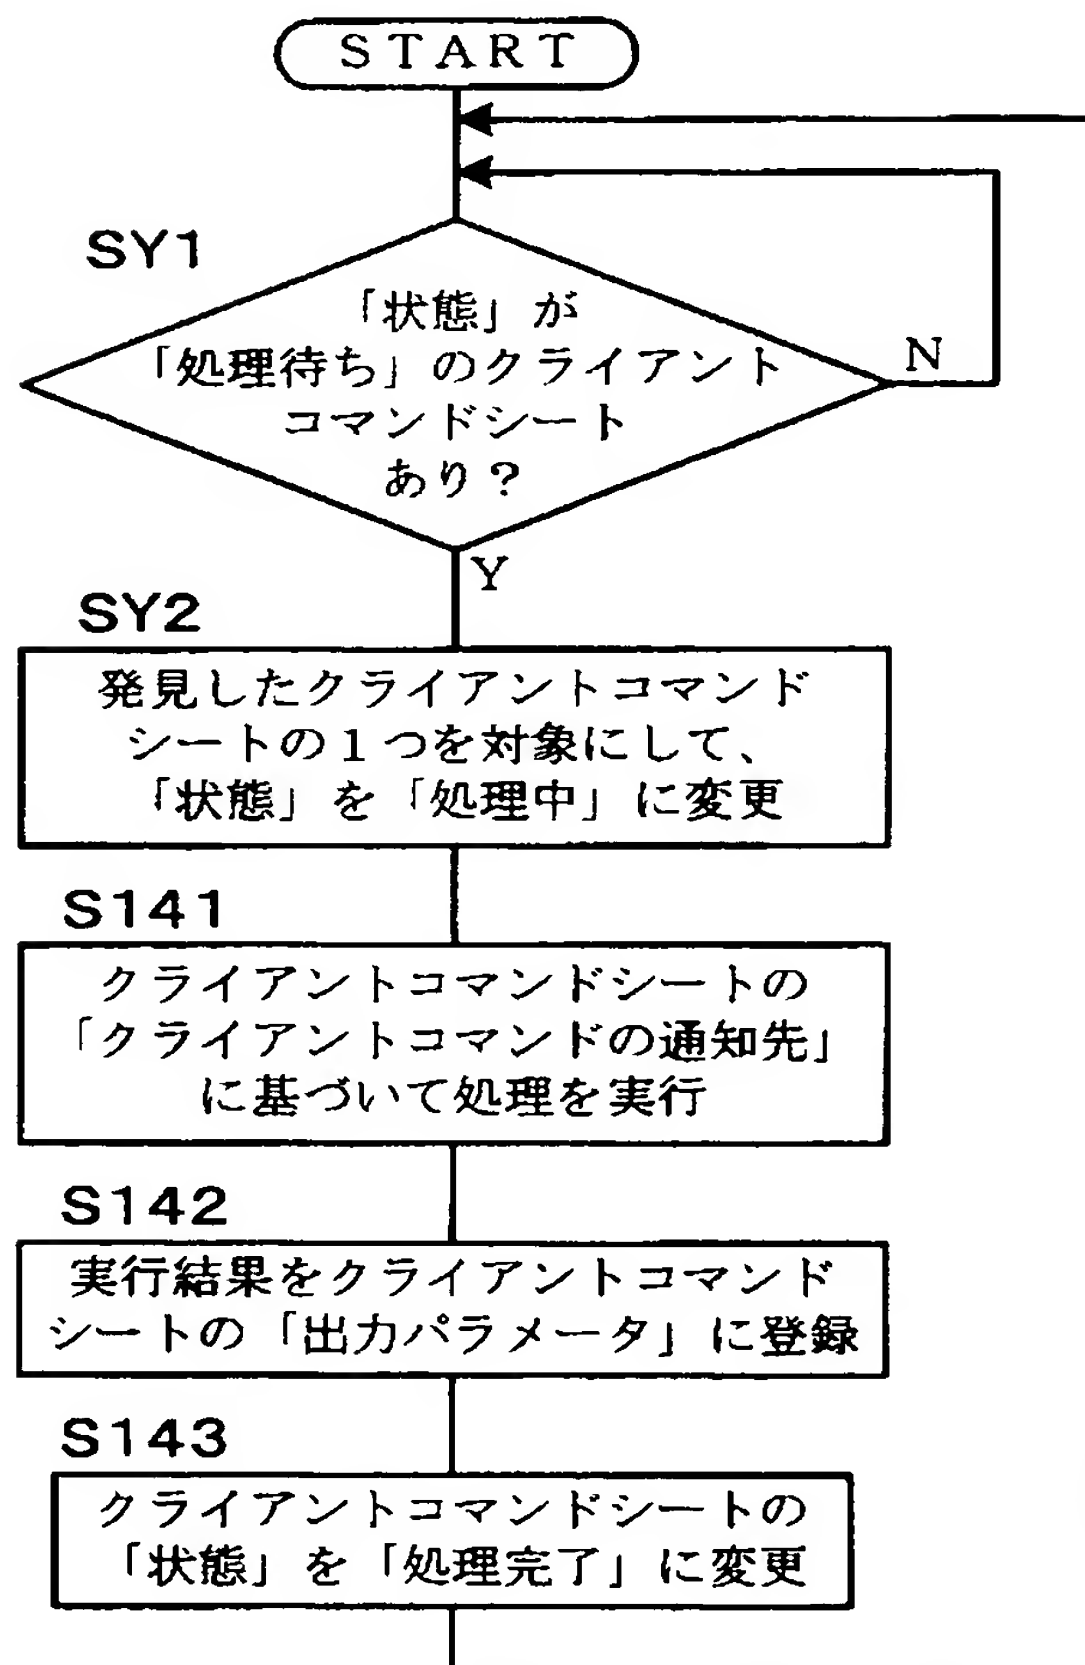 START
SY1
「状態」が
「処理待ち」のクライアント
コマンドシート
あり？
N
Y
SY2
発見したクライアントコマンド
シートの１つを対象にして、
「状態」を「処理中」に変更
S141
クライアントコマンドシートの
「クライアントコマンドの通知先」
に基づいて処理を実行
S142
実行結果をクライアントコマンド
シートの「出力パラメータ」に登録
S143
クライアントコマンドシートの
「状態」を「処理完了」に変更